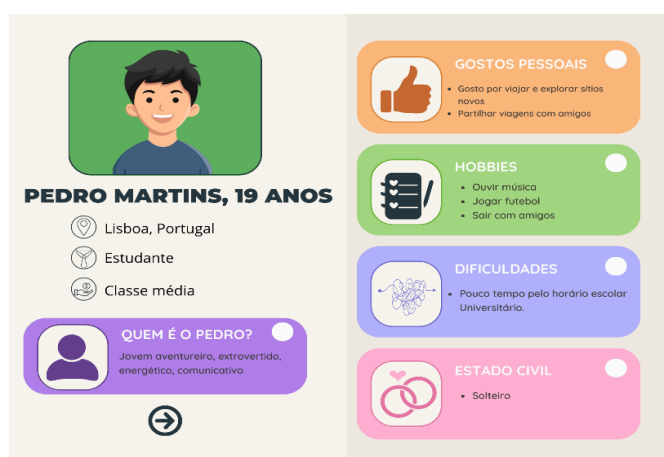 PEDRO MARTINS, 19 ANOS
Lisboa, Portugal
Estudante
Classe média
QUEM É O PEDRO?
Jovem aventureiro, extrovertido,
energético, comunicativo
GOSTOS PESSOAIS
• Gosto por viajar e explorar sítios
novos
• Partilhar viagens com amigos
HOBBIES
• Ouvir música
• Jogar futebol
• Sair com amigos
DIFICULDADES
• Pouco tempo pelo horário escolar
Universitário.
ESTADO CIVIL
• Solteiro